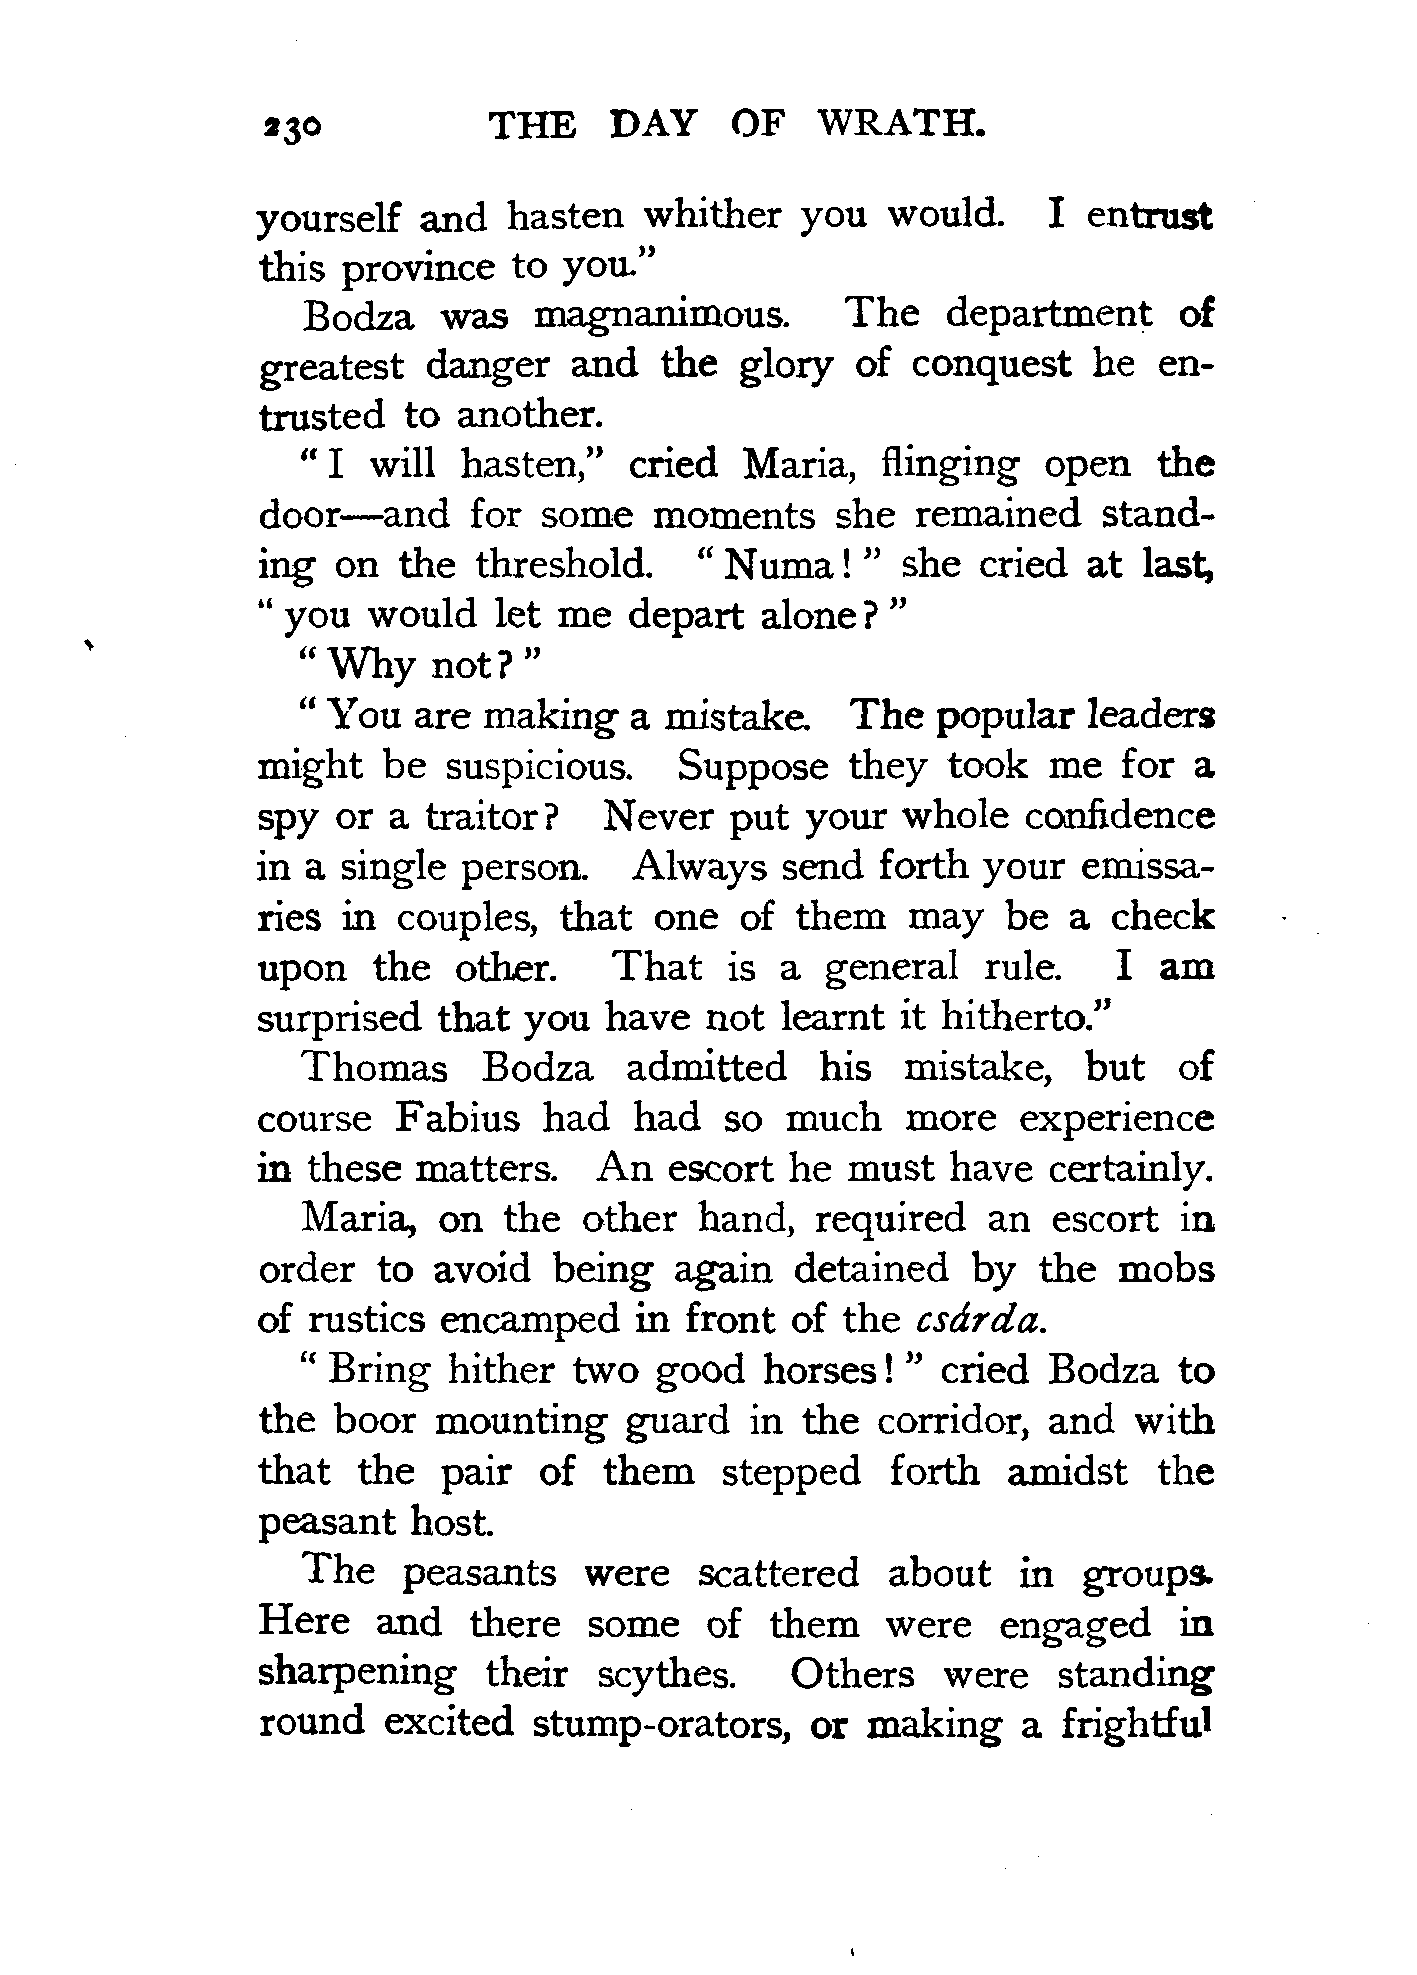 230 THE DAY OF WRATH.
yourself and hasten whither you would. I entrust
this province to you."
Bodza was magnanimous. The department of
greatest danger and the glory of conquest he en-
trusted to another.
"I will hasten," cried Maria, flinging open the
door—and for some moments she remained stand-
ing on the threshold. "Numa!" she cried at last,
"you would let me depart alone?"
"Why not?"
"You are making a mistake. The popular leaders
might be suspicious. Suppose they took me for a
spy or a traitor? Never put your whole confidence
in a single person. Always send forth your emissa-
ries in couples, that one of them may be a check
upon the other. That is a general rule. I am
surprised that you have not learnt it hitherto."
Thomas Bodza admitted his mistake, but of
course Fabius had had so much more experience
in these matters. An escort he must have certainly.
Maria, on the other hand, required an escort in
order to avoid being again detained by the mobs
of rustics encamped in front of the csárda.
"Bring hither two good horses!" cried Bodza to
the boor mounting guard in the corridor, and with
that the pair of them stepped forth amidst the
peasant host.
The peasants were scattered about in groups.
Here and there some of them were engaged in
sharpening their scythes. Others were standing
round excited stump-orators, or making a frightful